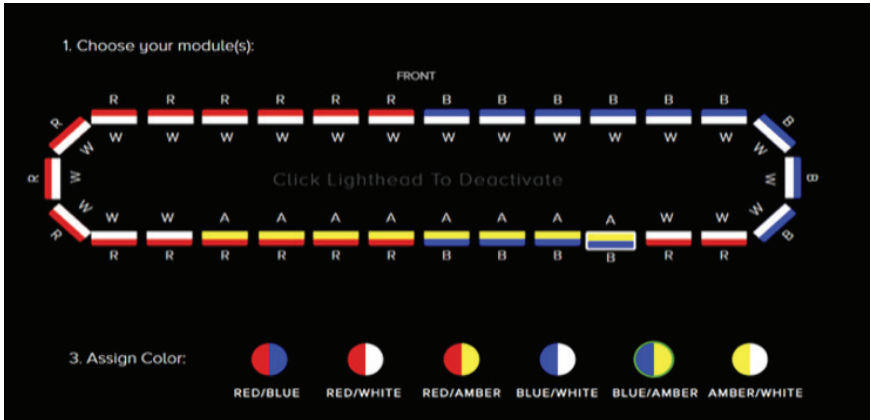 1. Choose your module(s):
FRONT
R R R R R R B B B B B B
R W W W W W W W W W W W W B
W W
R W Click Lighthead To Deactivate W B
W W
R W W A A A A A A A A W W B
R R R R R R B B B B R R
3. Assign Color:
RED/BLUE RED/WHITE RED/AMBER BLUE/WHITE BLUE/AMBER AMBER/WHITE